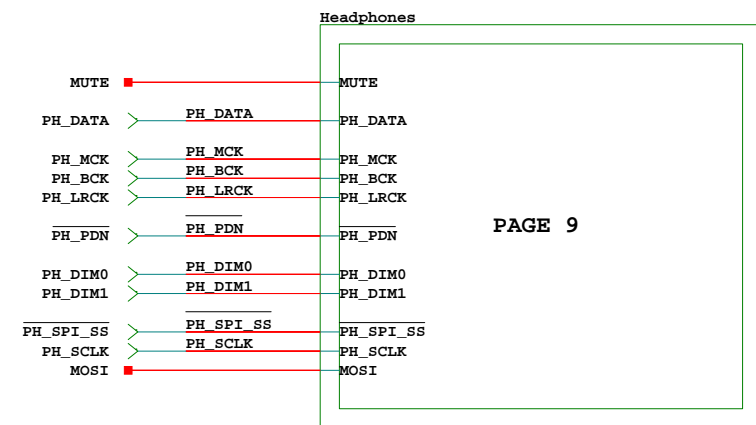 Headphones
MUTE MUTE
PH_DATA PH_DATA PH_DATA
PH_MCK PH_MCK PH_MCK
PH_BCK PH_BCK PH_BCK
PH_LRCK PH_LRCK PH_LRCK
PH_PDN PH_PDN PH_PDN
PAGE 9
PH_DIM0 PH_DIM0 PH_DIM0
PH_DIM1 PH_DIM1 PH_DIM1
PH_SPI_SS PH_SPI_SS PH_SPI_SS
PH_SCLK PH_SCLK PH_SCLK
MOSI MOSI